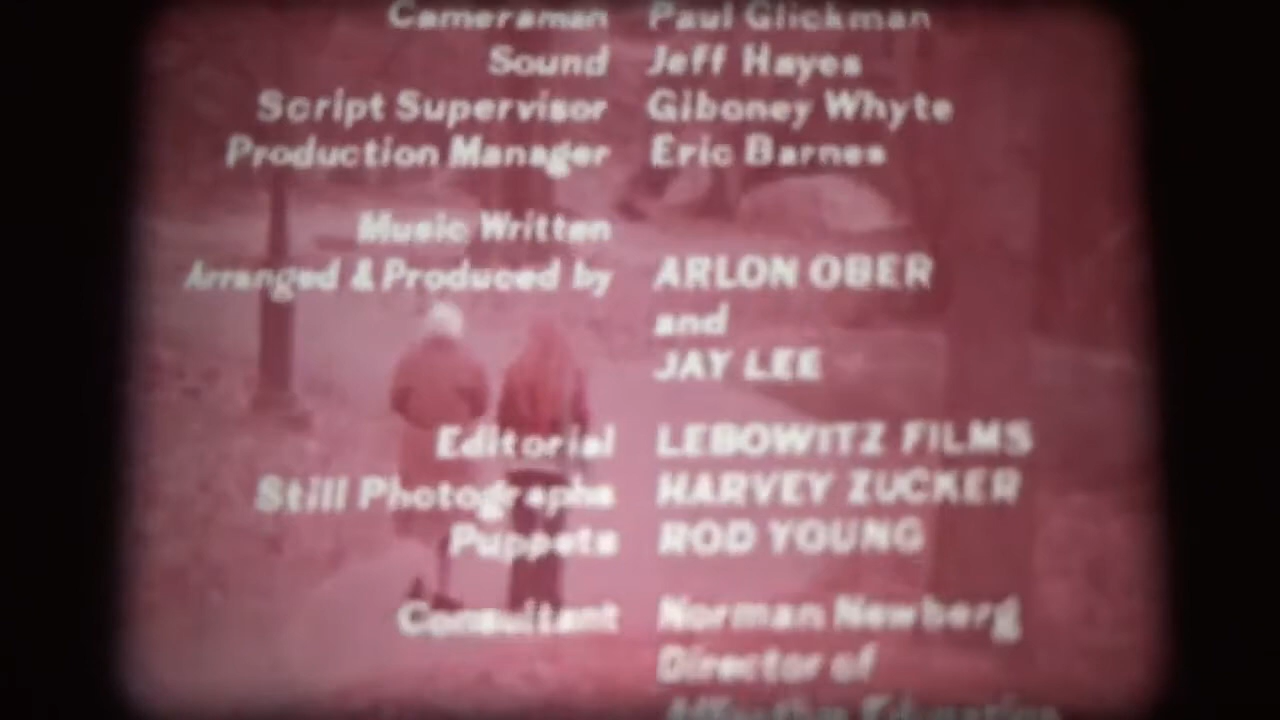 Cameraman Paul Glickman
Sound Jeff Hayes
Script Supervisor Giboney Whyte
Production Manager Eric Barnes
Music Written
Arranged & Produced by ARLON OBER
and
JAY LEE
Editorial LEBOWITZ FILMS
Still Photographs HARVEY ZUCKER
Puppets ROD YOUNG
Consultant Norman Newberg
Director of
Affective Education